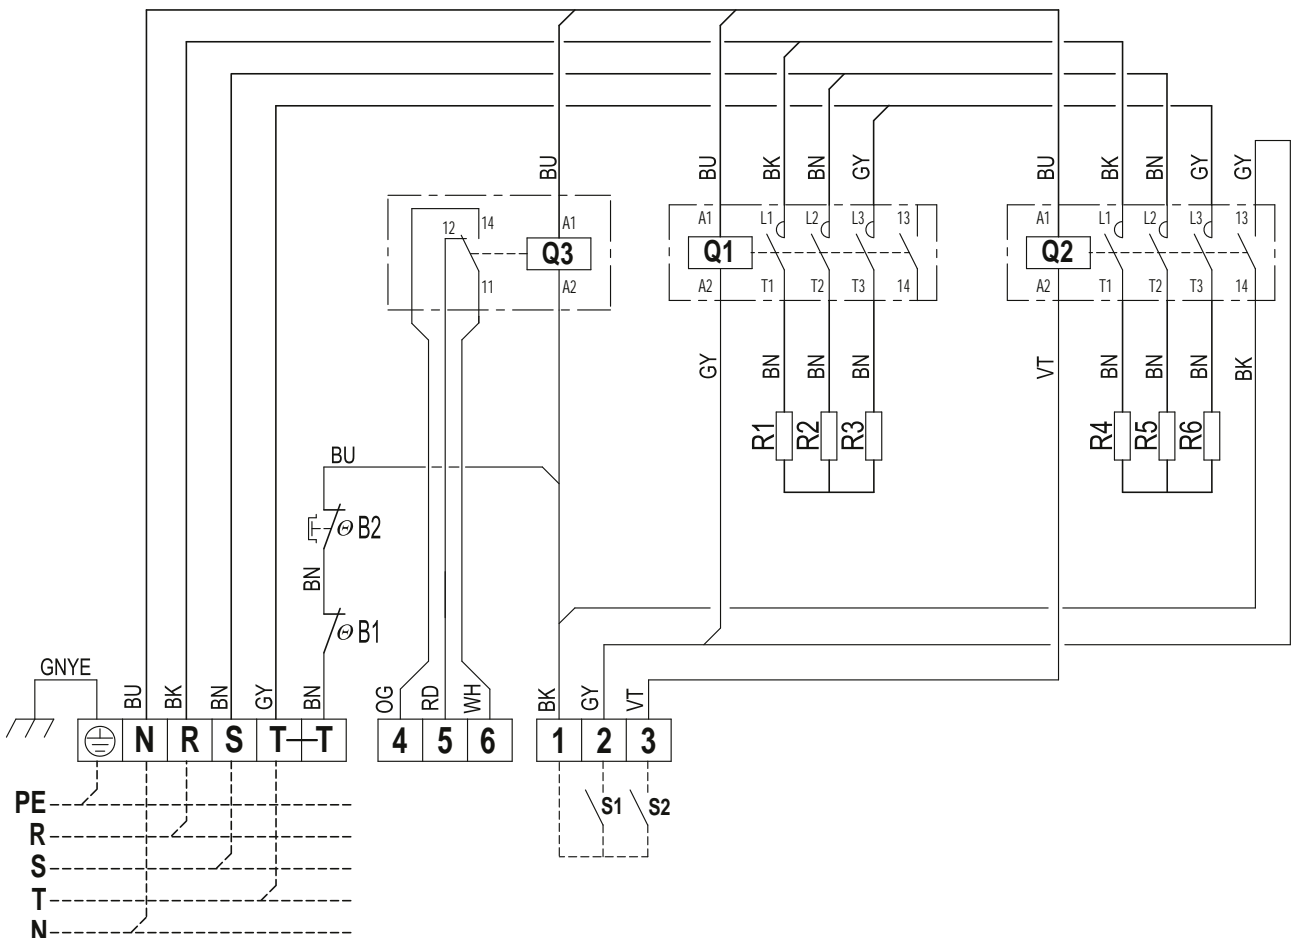 BU BU BK BN GY BU BK BN GY GY
14 A1 A1 L1 L2 L3 13 A1 L1 L2 L3 13
12
Q3 Q1 Q2
11 A2 A2 T1 T2 T3 14 A2 T1 T2 T3 14
GY BN BN BN VT BN BN BN BK
R1 R2 R3 R4 R5 R6
BU
B2
BN
B1
GNYE
BU BK BN GY BN OG RD WH BK GY VT
N R S T T 4 5 6 1 2 3
PE S1 S2
R
S
T
N